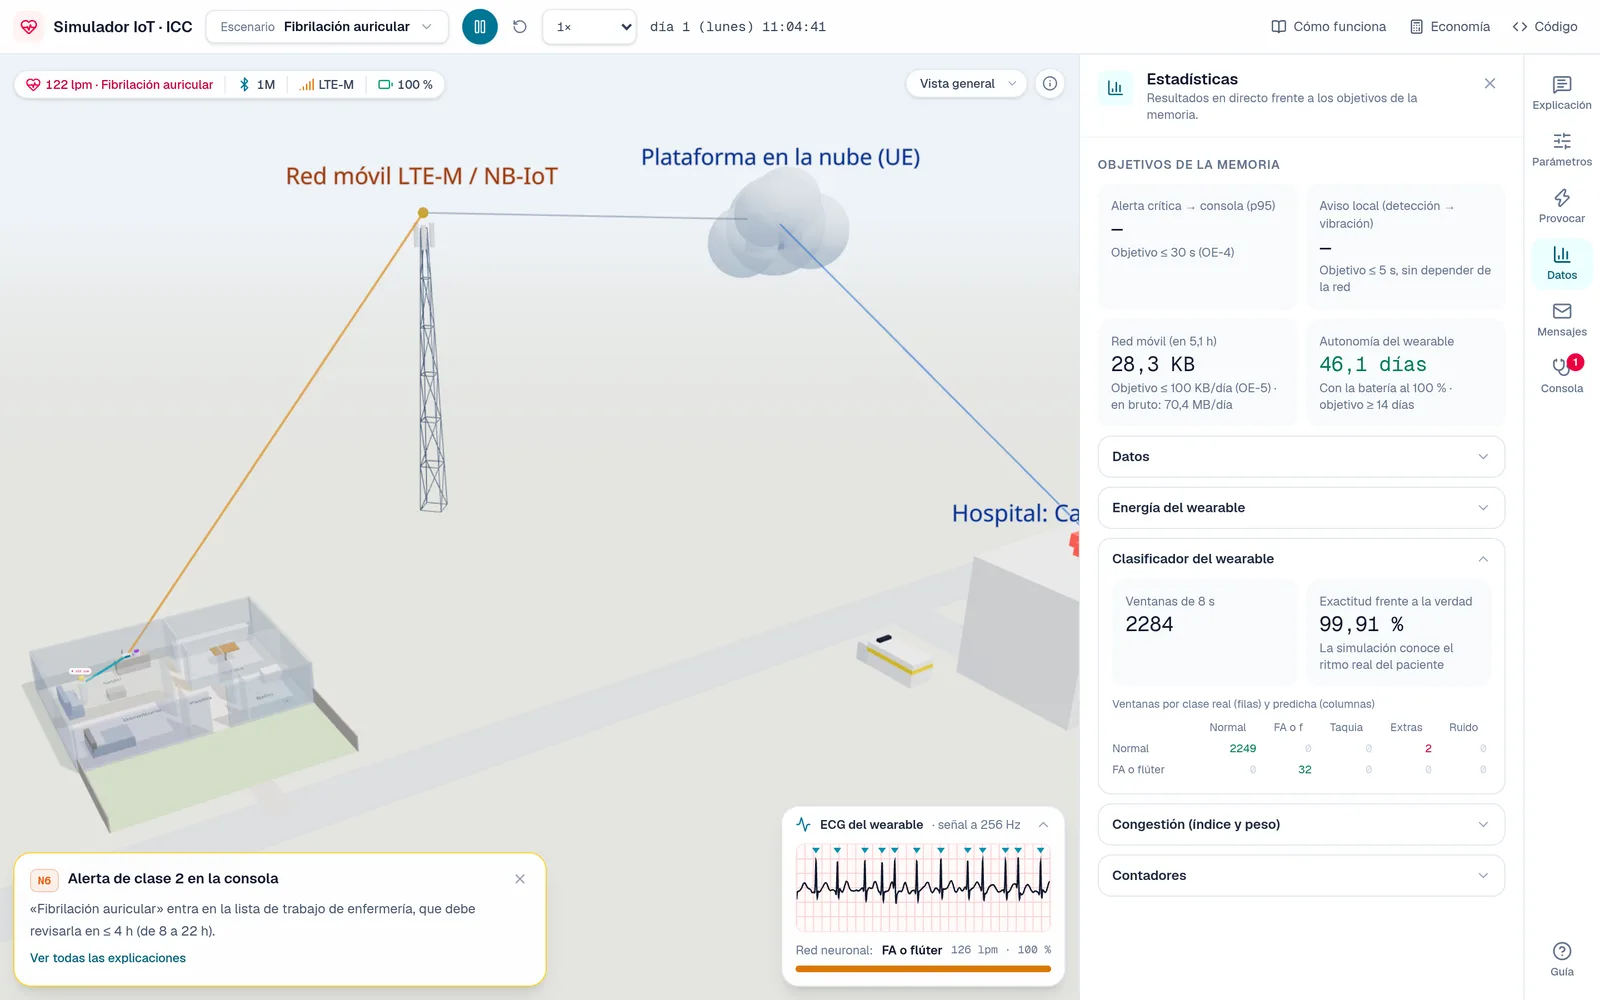 Simulador IoT · ICC
Escenario Fibrilación auricular
1×
día 1 (lunes) 11:04:41
Cómo funciona
Economía
Código
122 lpm · Fibrilación auricular
1M
LTE-M
100 %
Vista general
Red móvil LTE-M / NB-IoT
Plataforma en la nube (UE)
Hospital: Ca
N6 Alerta de clase 2 en la consola
«Fibrilación auricular» entra en la lista de trabajo de enfermería, que debe
revisarla en ≤ 4 h (de 8 a 22 h).
Ver todas las explicaciones
ECG del wearable · señal a 256 Hz
Red neuronal: FA o flúter 126 lpm · 100 %
Estadísticas
Resultados en directo frente a los objetivos de la
memoria.
OBJETIVOS DE LA MEMORIA
Alerta crítica → consola (p95)
—
Objetivo ≤ 30 s (OE-4)
Aviso local (detección →
vibración)
—
Objetivo ≤ 5 s, sin depender de
la red
Red móvil (en 5,1 h)
28,3 KB
Objetivo ≤ 100 KB/día (OE-5) ·
en bruto: 70,4 MB/día
Autonomía del wearable
46,1 días
Con la batería al 100 % ·
objetivo ≥ 14 días
Datos
Energía del wearable
Clasificador del wearable
Ventanas de 8 s
2284
Exactitud frente a la verdad
99,91 %
La simulación conoce el
ritmo real del paciente
Ventanas por clase real (filas) y predicha (columnas)
Normal FA o f Taquia Extras Ruido
Normal 2249 0 0 2 0
FA o flúter 0 32 0 0 0
Congestión (índice y peso)
Contadores
Explicación
Parámetros
Provocar
Datos
Mensajes
1
Consola
Guía